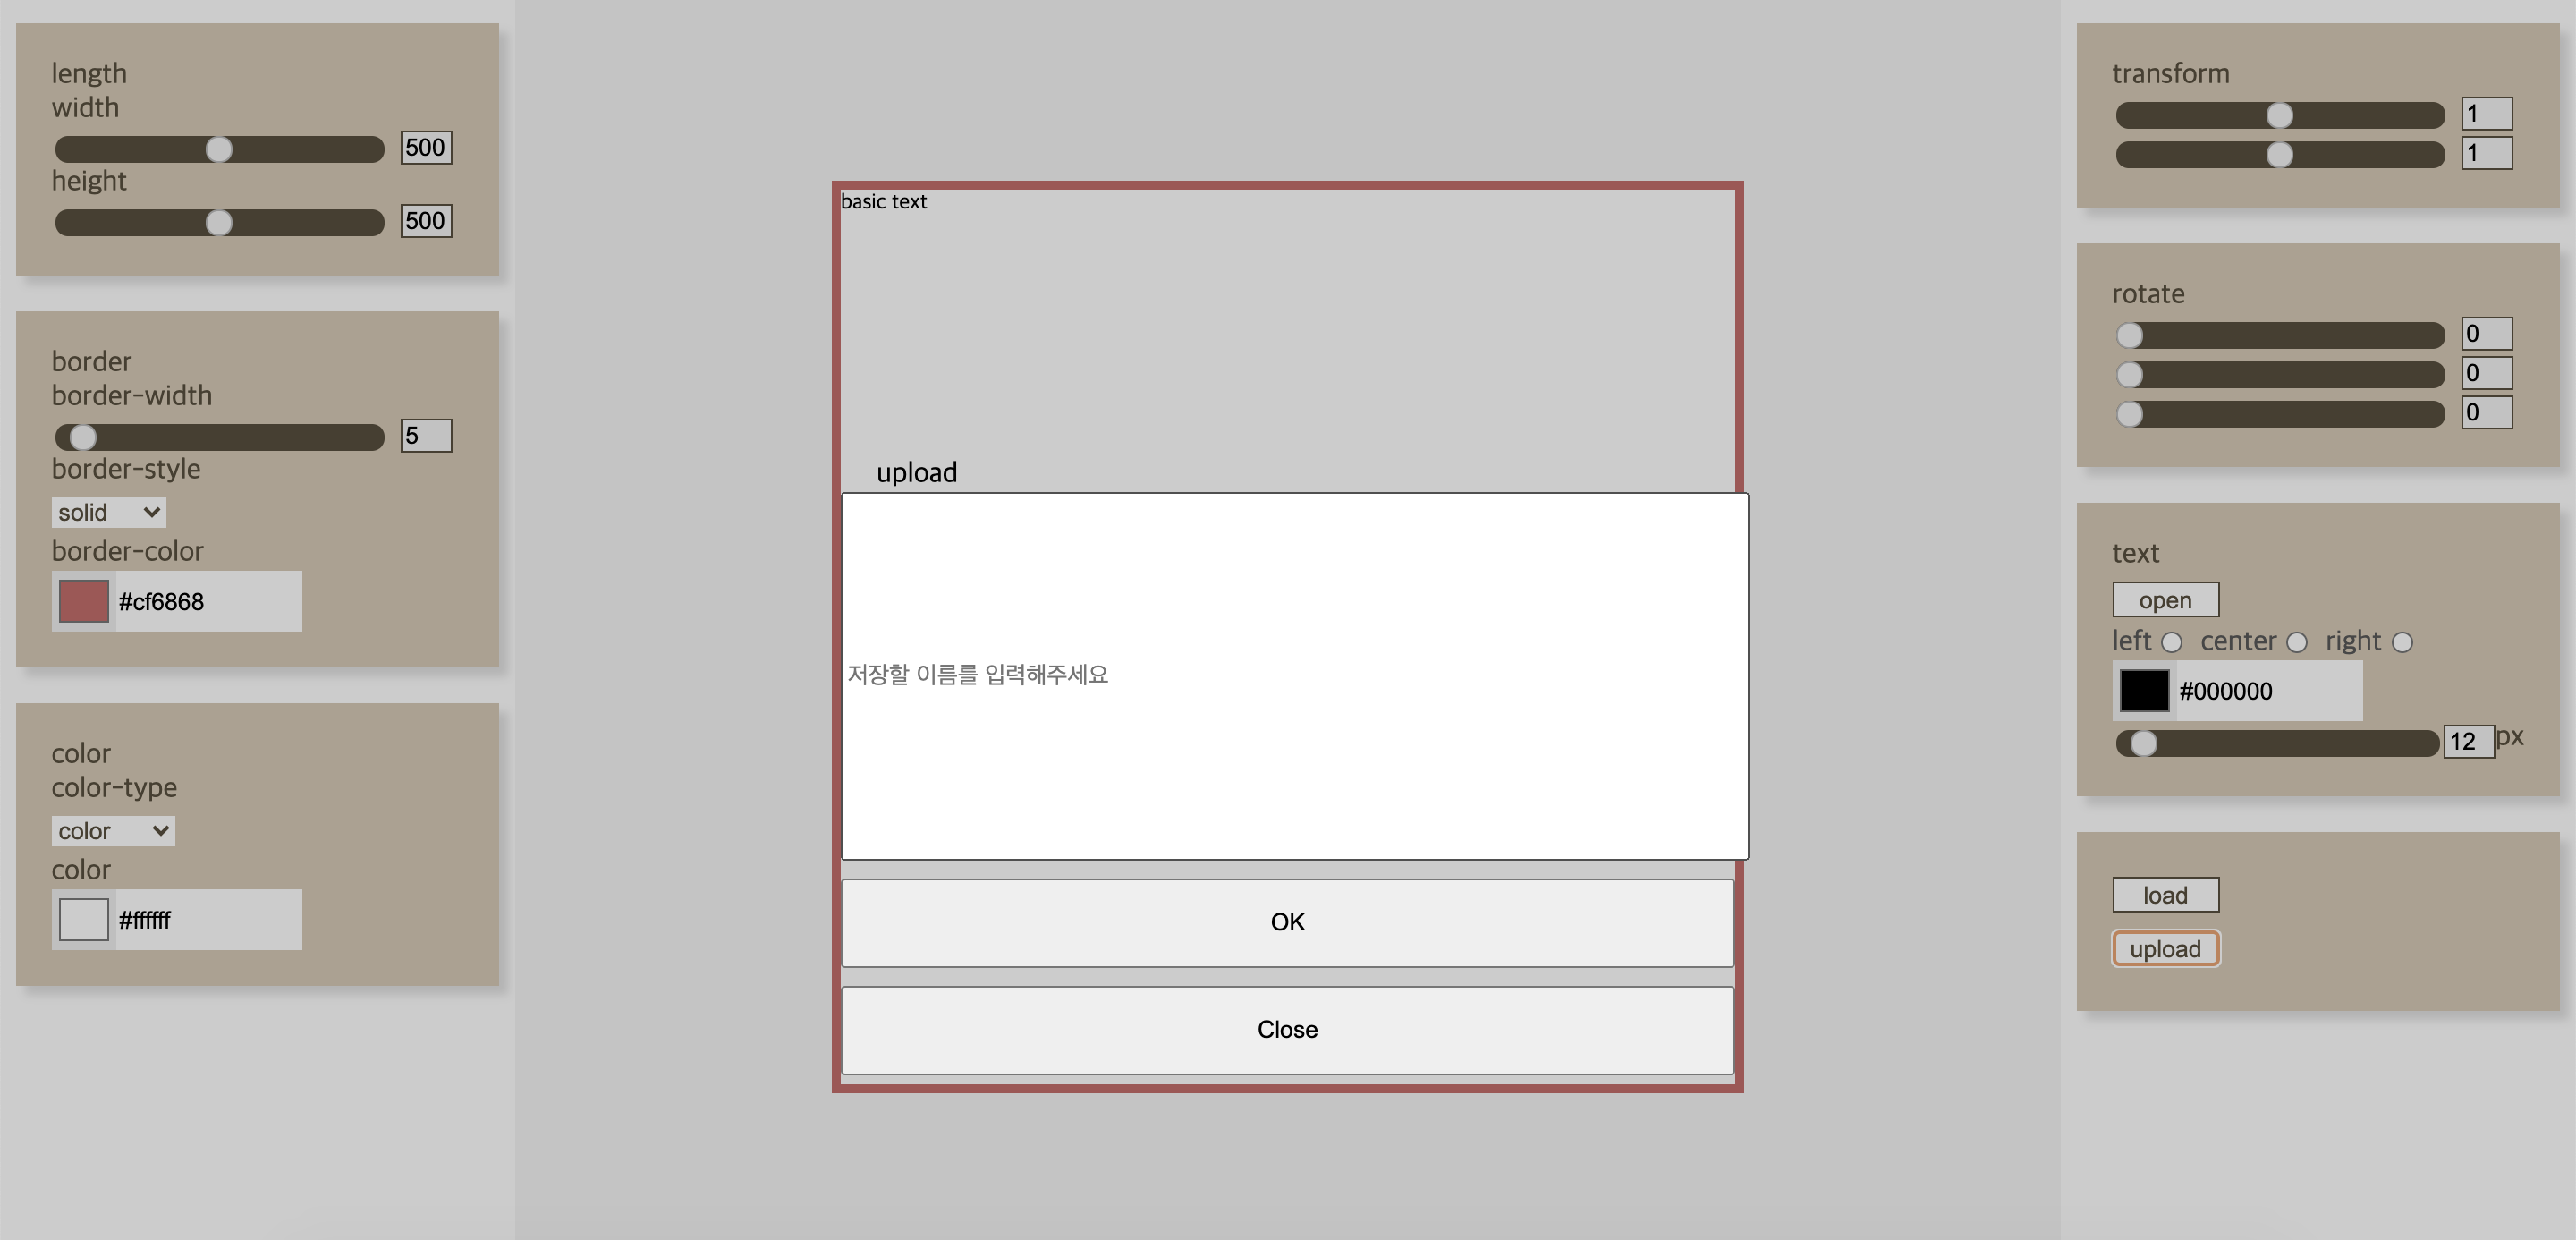 length
width
500
height
500
border
border-width
5
border-style
solid
border-color
#cf6868
color
color-type
color
color
#ffffff
basic text
upload
저장할 이름를 입력해주세요
OK
Close
transform
1
1
rotate
0
0
0
text
open
left center right
#000000
12 px
load
upload